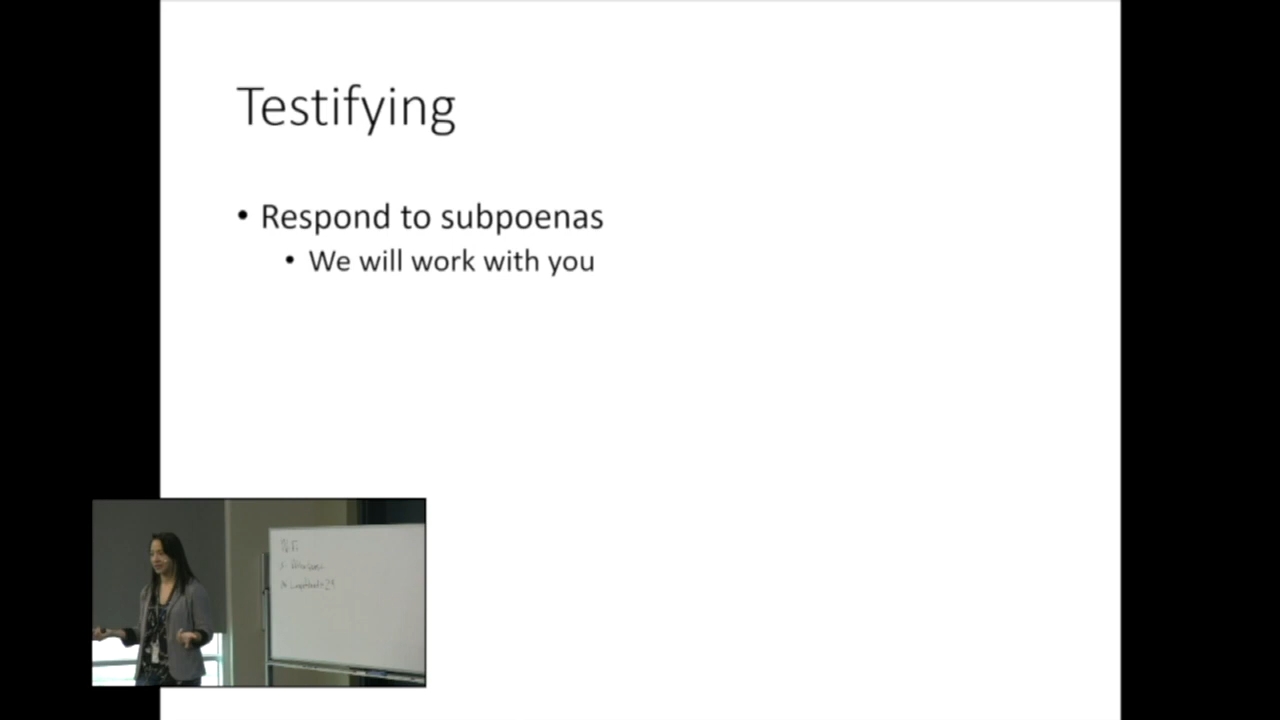 Testifying
• Respond to subpoenas
• We will work with you